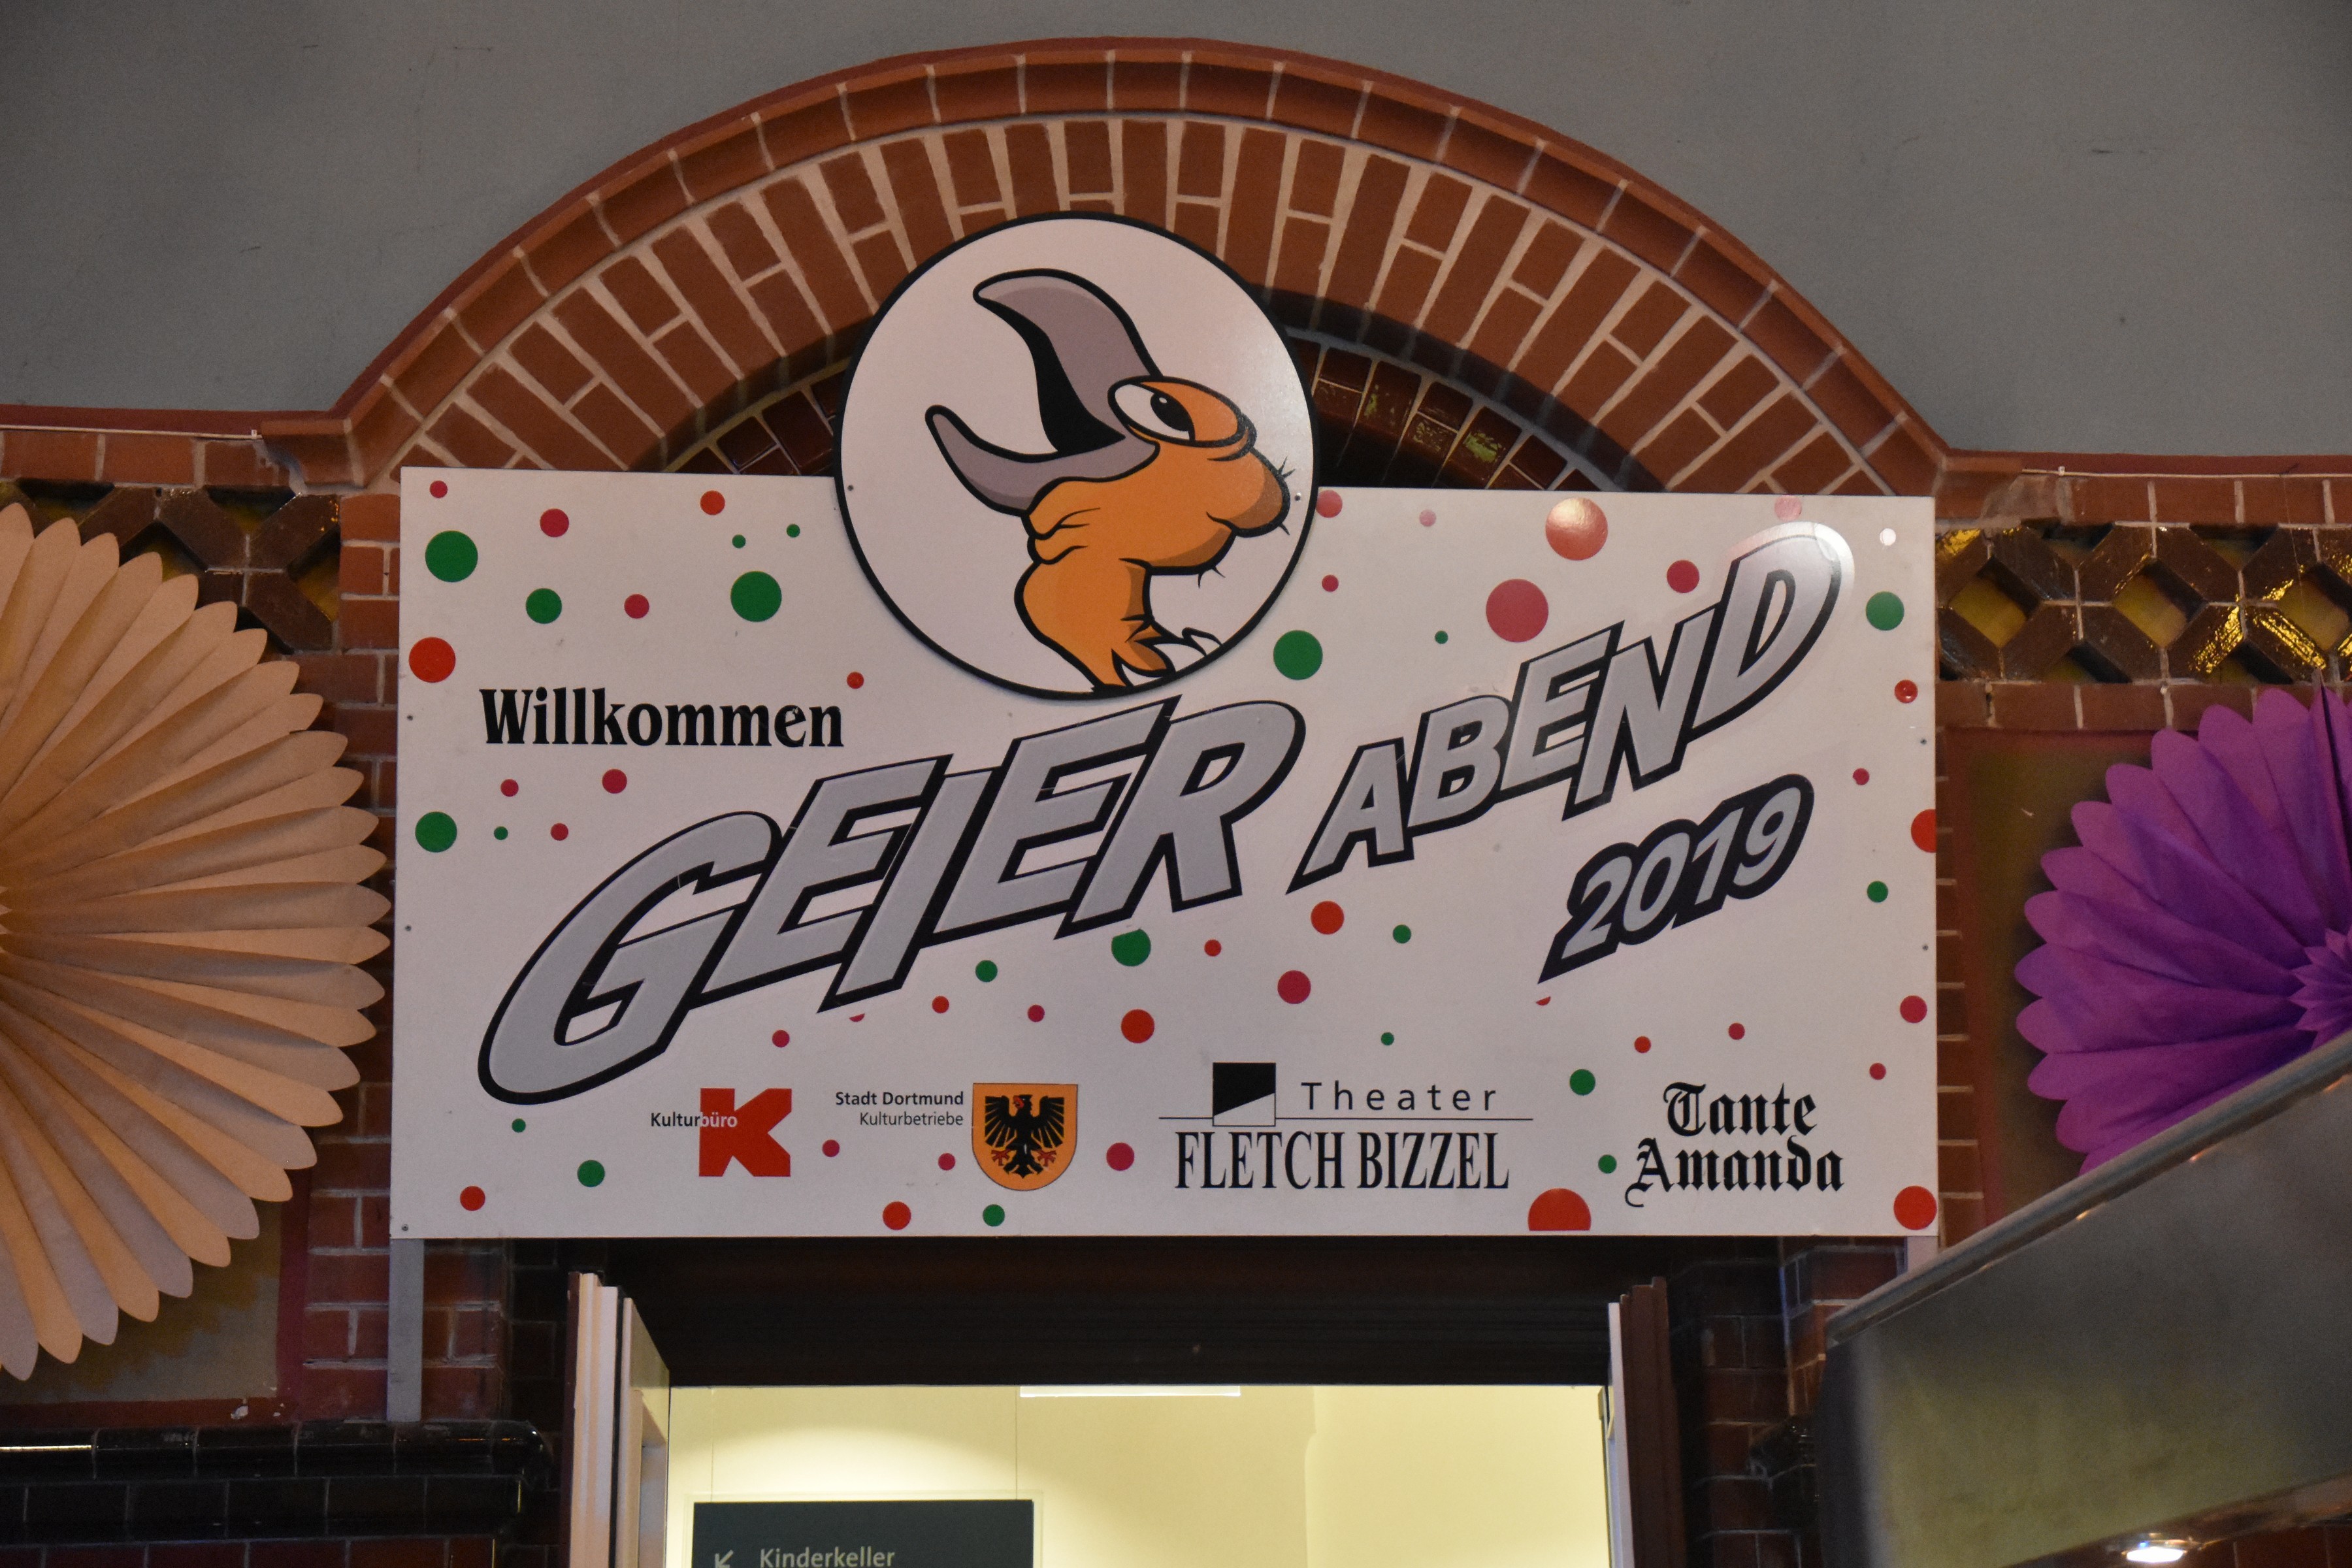 Willkommen
GEIER ABEND
2019
Kulturbüro
Stadt Dortmund
Kulturbetriebe
Theater
FLETCH BIZZEL
Tante
Amanda
Kinderkeller